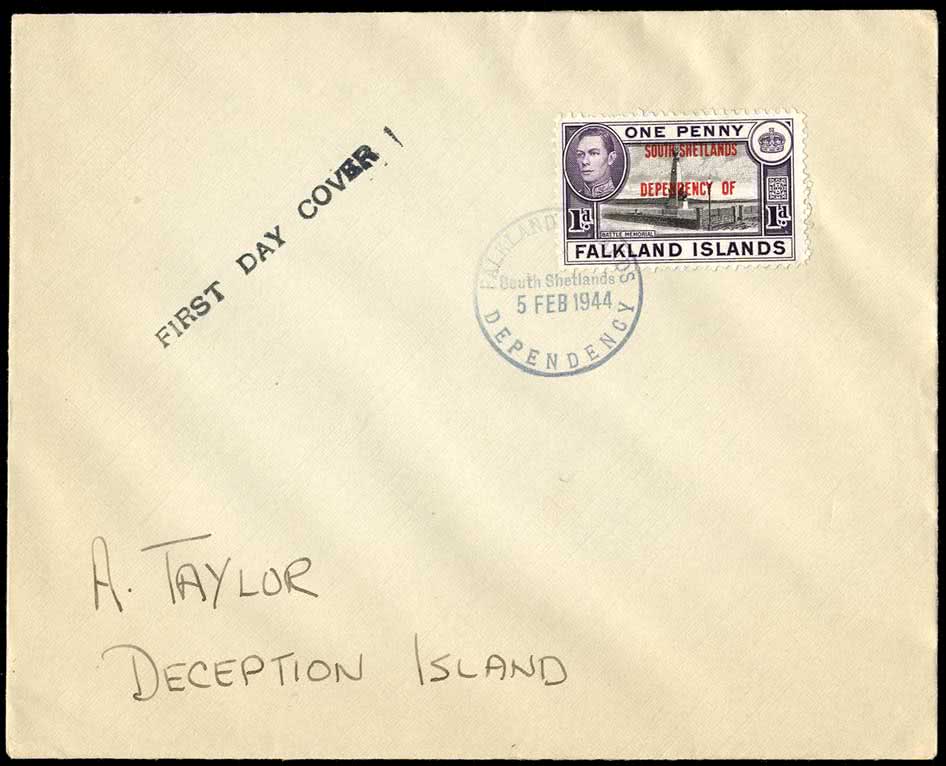 FIRST DAY COVER !
ONE PENNY
SOUTH SHETLANDS
DEPENDENCY OF
1d 1d
BATTLE MEMORIAL
FALKLAND ISLANDS
FALKLAND ISLANDS
South Shetlands
5 FEB 1944
DEPENDENCY
A. TAYLOR
DECEPTION ISLAND